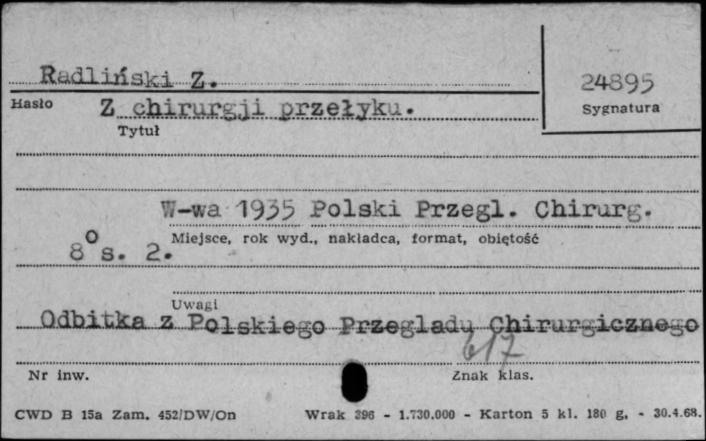 Radliński Z.
24895
Hasło
Z chirurgji przełyku.
Sygnatura
Tytuł
W-wa 1935 Polski Przegl. Chirurg.
Miejsce, rok wyd., nakładca, format, objętość
8° s. 2.
Uwagi
Odbitka z Polskiego Przegladu Chirurgicznego
617
Nr inw.
Znak klas.
CWD B 15a Zam. 452/DW/On
Wrak 396 - 1.730.000 - Karton 5 kl. 180 g. - 30.4.68.